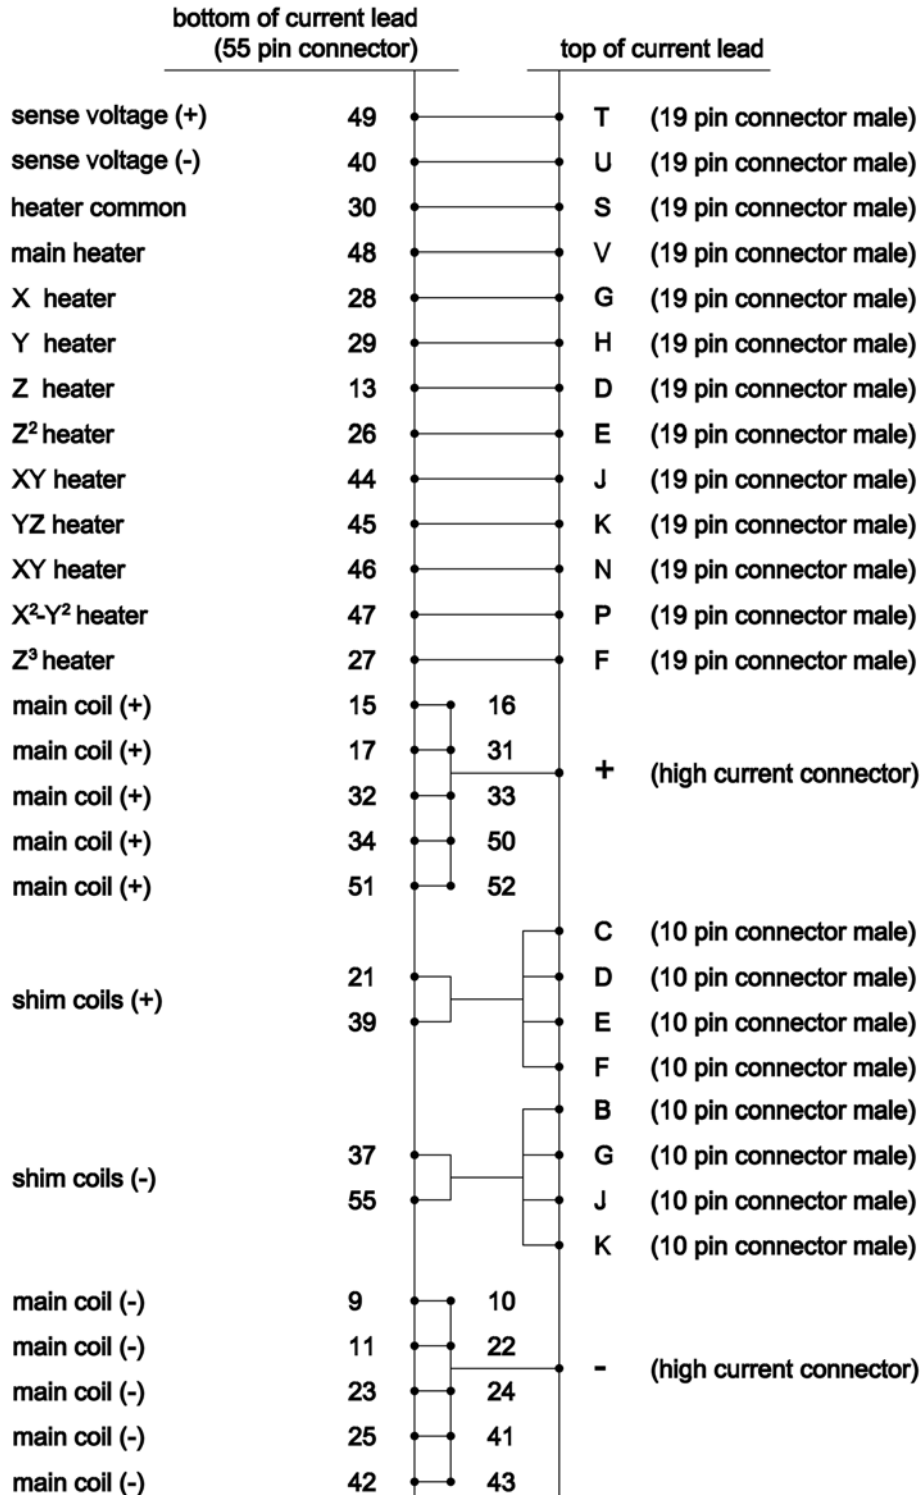 bottom of current lead
(55 pin connector) top of current lead
sense voltage (+) 49 T (19 pin connector male)
sense voltage (-) 40 U (19 pin connector male)
heater common 30 S (19 pin connector male)
main heater 48 V (19 pin connector male)
X heater 28 G (19 pin connector male)
Y heater 29 H (19 pin connector male)
Z heater 13 D (19 pin connector male)
Z² heater 26 E (19 pin connector male)
XY heater 44 J (19 pin connector male)
YZ heater 45 K (19 pin connector male)
XY heater 46 N (19 pin connector male)
X²-Y² heater 47 P (19 pin connector male)
Z³ heater 27 F (19 pin connector male)
main coil (+) 15 16
main coil (+) 17 31
+ (high current connector)
main coil (+) 32 33
main coil (+) 34 50
main coil (+) 51 52
C (10 pin connector male)
21 D (10 pin connector male)
shim coils (+)
39 E (10 pin connector male)
F (10 pin connector male)
B (10 pin connector male)
37 G (10 pin connector male)
shim coils (-)
55 J (10 pin connector male)
K (10 pin connector male)
main coil (-) 9 10
main coil (-) 11 22
- (high current connector)
main coil (-) 23 24
main coil (-) 25 41
main coil (-) 42 43